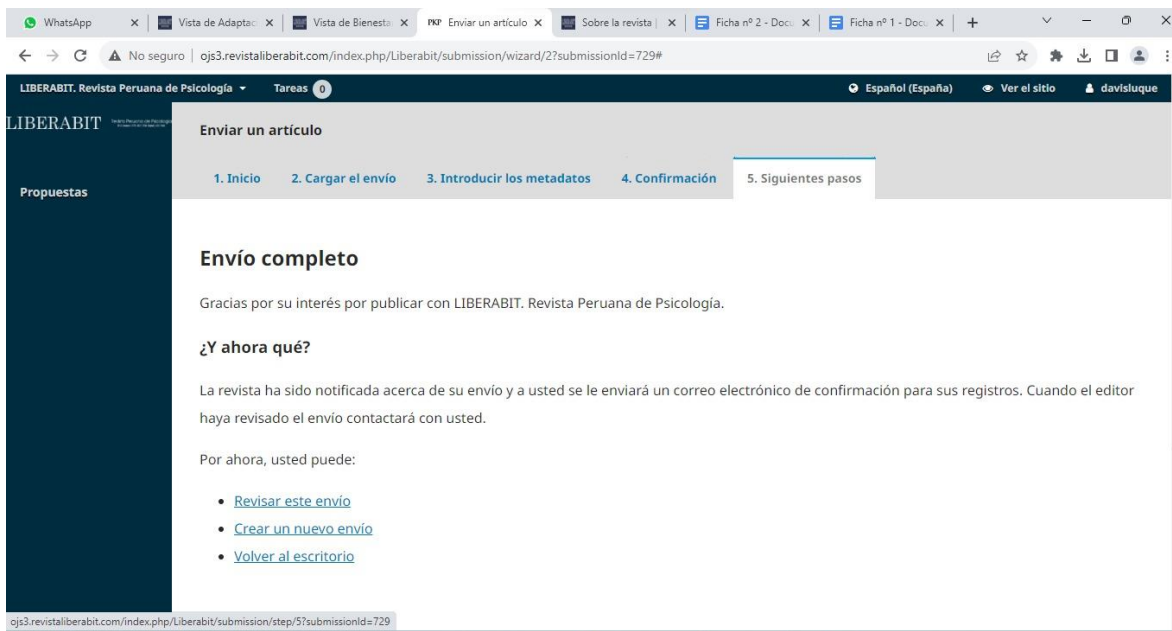 WhatsApp
Vista de Adaptac
Vista de Bienesta
PKP Enviar un artículo
Sobre la revista |
Ficha nº 2 - Docu
Ficha nº 1 - Docu
No seguro | ojs3.revistaliberabit.com/index.php/Liberabit/submission/wizard/2?submissionId=729#
LIBERABIT. Revista Peruana de Psicología Tareas 0 Español (España) Ver el sitio davisluque
LIBERABIT
Propuestas
Enviar un artículo
1. Inicio 2. Cargar el envío 3. Introducir los metadatos 4. Confirmación 5. Siguientes pasos
Envío completo
Gracias por su interés por publicar con LIBERABIT. Revista Peruana de Psicología.
¿Y ahora qué?
La revista ha sido notificada acerca de su envío y a usted se le enviará un correo electrónico de confirmación para sus registros. Cuando el editor
haya revisado el envío contactará con usted.
Por ahora, usted puede:
Revisar este envío
Crear un nuevo envío
Volver al escritorio
ojs3.revistaliberabit.com/index.php/Liberabit/submission/step/5?submissionId=729